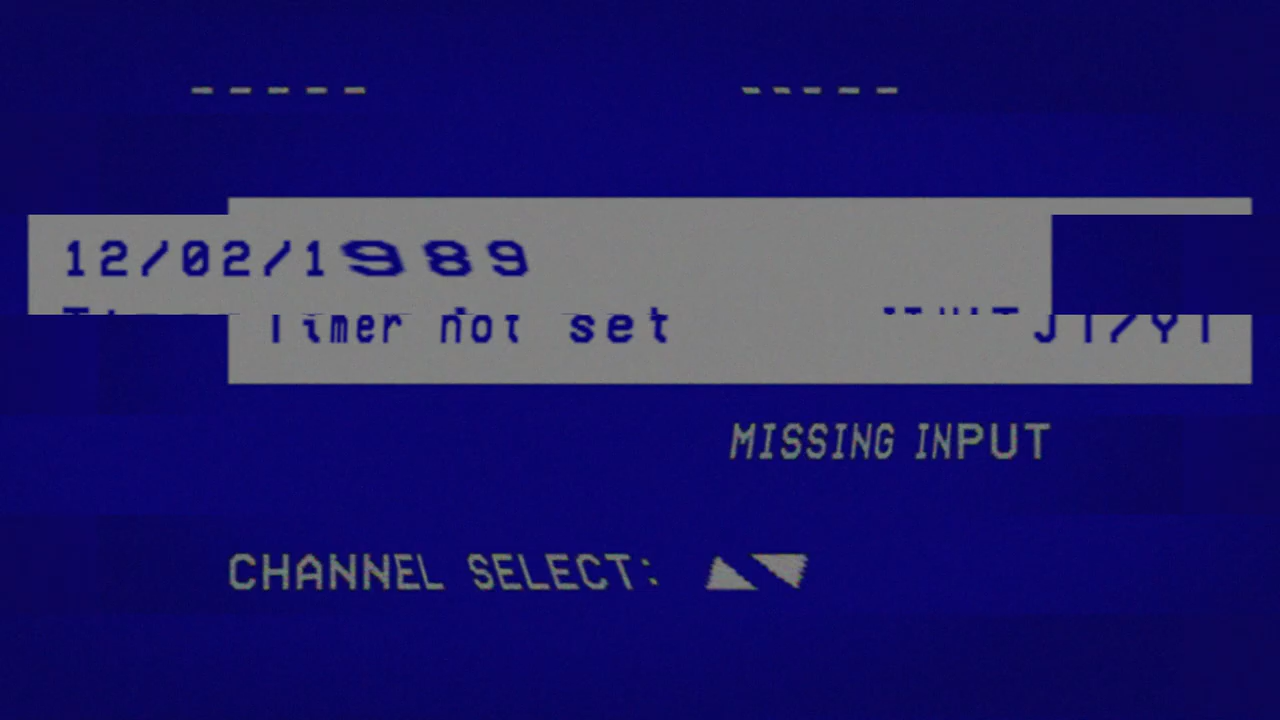 ----- -----
12/02/1989
Timer not set
MISSING INPUT
CHANNEL SELECT: